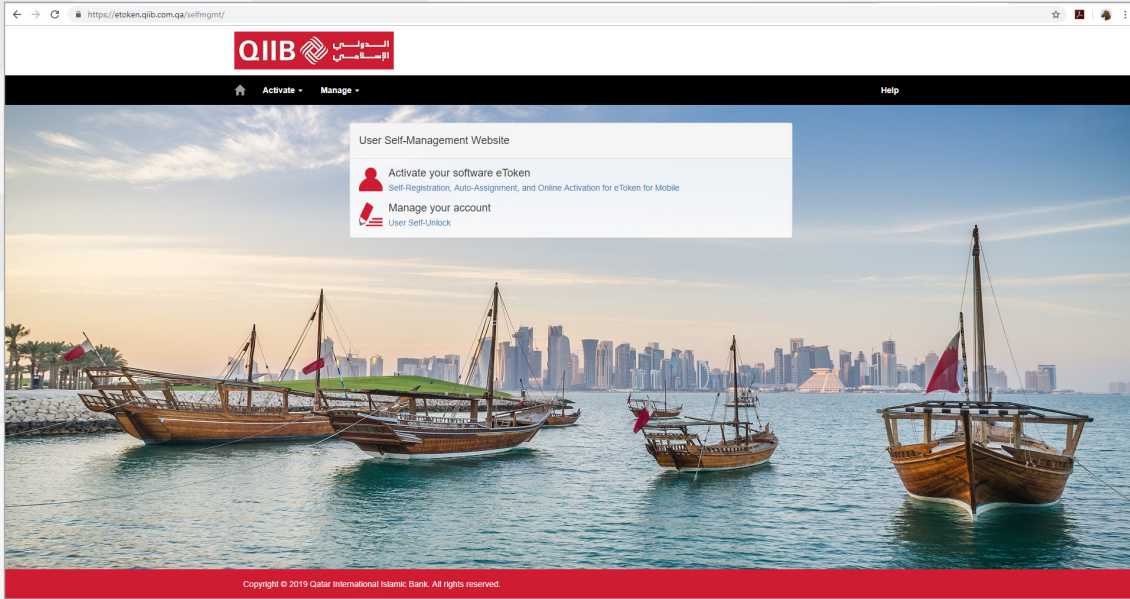 https://etoken.qiib.com.qa/selfmgmt/
QIIB الدولي
الإسلامي
Activate Manage Help
User Self-Management Website
Activate your software eToken
Self-Registration, Auto-Assignment, and Online Activation for eToken for Mobile
Manage your account
User Self-Unlock
Copyright © 2019 Qatar International Islamic Bank. All rights reserved.